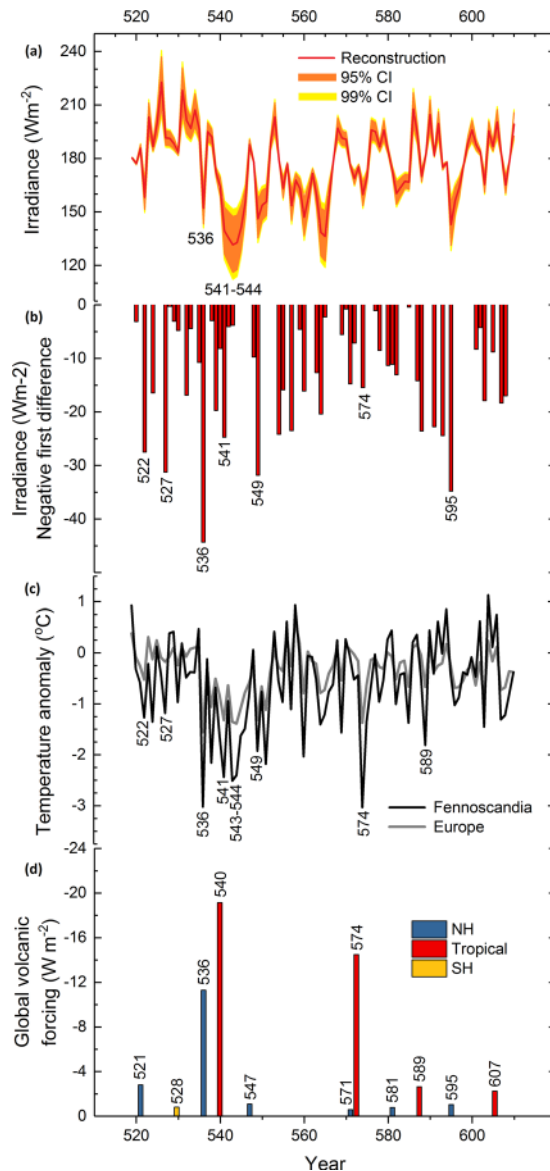 520 540 560 580 600
(a)
240
210
180
150
120
Irradiance (Wm-2)
Reconstruction
95% CI
99% CI
536
541-544
(b)
0
-10
-20
-30
-40
Irradiance (Wm-2)
Negative first difference
522
527
536
541
549
574
595
(c)
1
0
-1
-2
-3
Temperature anomaly (oC)
522
527
536
541
543-544
549
574
589
Fennoscandia
Europe
(d)
-24
-20
-16
-12
-8
-4
0
Global volcanic
forcing (W m-2)
NH
Tropical
SH
521
528
536
540
547
571
574
581
589
595
607
520 540 560 580 600
Year